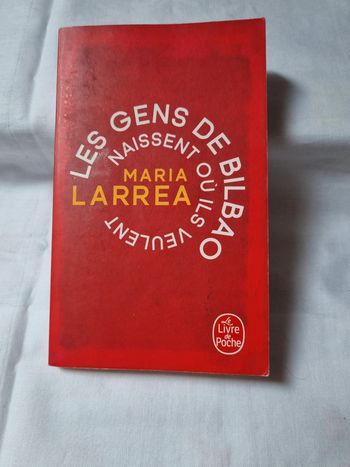 LES GENS DE BILBAO
NAISSENT OÙ ILS VEULENT
MARIA
LARREA
Le
Livre
de
Poche